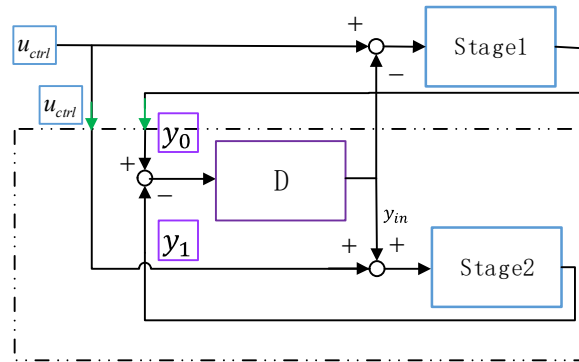 u_ctrl
+
Stage1
−
u_ctrl
y_0
+
−
D
y_in
y_1
+
+
Stage2